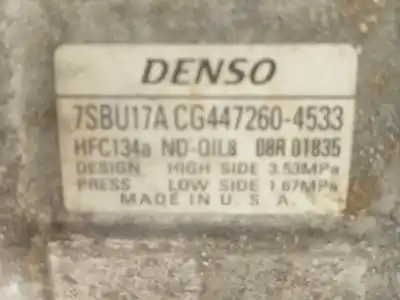 DENSO
7SBU17A CG447260-4533
HFC134a ND-OIL8 08R 01835
DESIGN HIGH SIDE 3.53MPa
PRESS LOW SIDE 1.67MPa
MADE IN U.S.A.